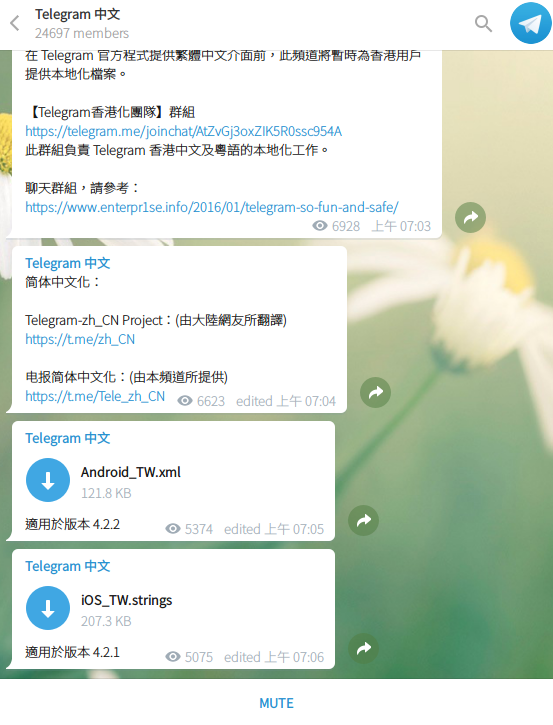 Telegram 中文
24697 members
在 Telegram 官方程式提供繁體中文介面前，此頻道將暫時為香港用戶
提供本地化檔案。
【Telegram香港化團隊】群組
https://telegram.me/joinchat/AtZvGj3oxZIK5R0ssc954A
此群組負責 Telegram 香港中文及粵語的本地化工作。
聊天群組，請參考：
https://www.enterpr1se.info/2016/01/telegram-so-fun-and-safe/
6928 上午 07:03
Telegram 中文
简体中文化：
Telegram-zh_CN Project：(由大陸網友所翻譯)
https://t.me/zh_CN
电报简体中文化：(由本頻道所提供)
https://t.me/Tele_zh_CN 6623 edited 上午 07:04
Telegram 中文
Android_TW.xml
121.8 KB
適用於版本 4.2.2 5374 edited 上午 07:05
Telegram 中文
iOS_TW.strings
207.3 KB
適用於版本 4.2.1 5075 edited 上午 07:06
MUTE